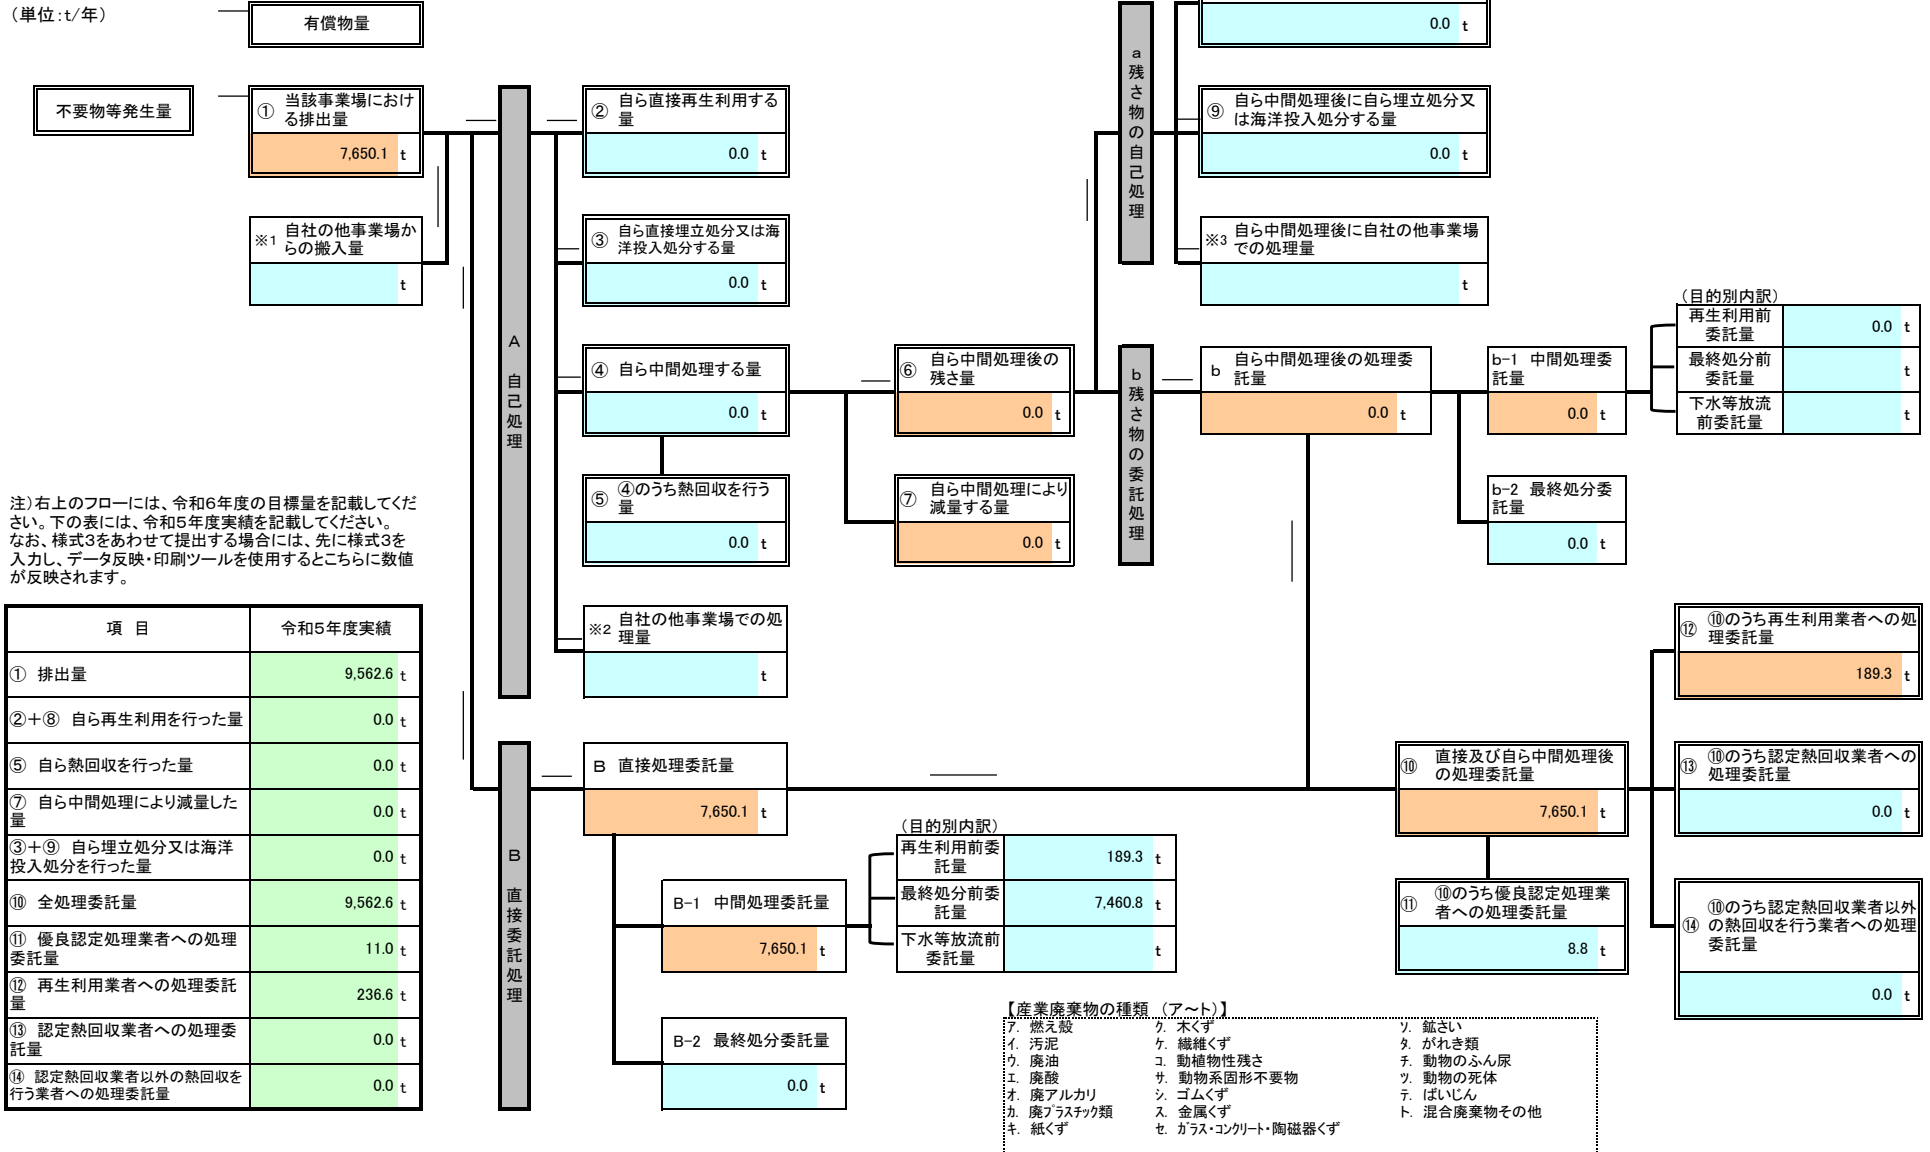 （単位：t/年）
有償物量
0.0 t
不要物等発生量
① 当該事業場におけ
る排出量
7,650.1 t
※1 自社の他事業場か
らの搬入量
t
A 自己処理
② 自ら直接再生利用する
量
0.0 t
③ 自ら直接埋立処分又は海
洋投入処分する量
0.0 t
④ 自ら中間処理する量
0.0 t
⑤ ④のうち熱回収を行う
量
0.0 t
※2 自社の他事業場での処
理量
t
⑥ 自ら中間処理後の
残さ量
0.0 t
⑦ 自ら中間処理により
減量する量
0.0 t
a 残さ物の自己処理
⑨ 自ら中間処理後に自ら埋立処分又
は海洋投入処分する量
0.0 t
※3 自ら中間処理後に自社の他事業場
での処理量
t
b 残さ物の委託処理
b 自ら中間処理後の処理委
託量
0.0 t
b-1 中間処理委
託量
0.0 t
b-2 最終処分委
託量
0.0 t
（目的別内訳）
再生利用前
委託量
0.0 t
最終処分前
委託量
t
下水等放流
前委託量
t
注）右上のフローには、令和６年度の目標量を記載してくだ
さい。下の表には、令和５年度実績を記載してください。
なお、様式３をあわせて提出する場合には、先に様式３を
入力し、データ反映・印刷ツールを使用するとこちらに数値
が反映されます。
項 目 令和５年度実績
① 排出量 9,562.6 t
②＋⑧ 自ら再生利用を行った量 0.0 t
⑤ 自ら熱回収を行った量 0.0 t
⑦ 自ら中間処理により減量した
量 0.0 t
③＋⑨ 自ら埋立処分又は海洋
投入処分を行った量 0.0 t
⑩ 全処理委託量 9,562.6 t
⑪ 優良認定処理業者への処理
委託量 11.0 t
⑫ 再生利用業者への処理委託
量 236.6 t
⑬ 認定熱回収業者への処理委
託量 0.0 t
⑭ 認定熱回収業者以外の熱回収を
行う業者への処理委託量 0.0 t
B 直接委託処理
B 直接処理委託量
7,650.1 t
B-1 中間処理委託量
7,650.1 t
B-2 最終処分委託量
0.0 t
（目的別内訳）
再生利用前委
託量
189.3 t
最終処分前委
託量
7,460.8 t
下水等放流前
委託量
t
⑩ 直接及び自ら中間処理後
の処理委託量
7,650.1 t
⑪ ⑩のうち優良認定処理業
者への処理委託量
8.8 t
⑫ ⑩のうち再生利用業者への処
理委託量
189.3 t
⑬ ⑩のうち認定熱回収業者への
処理委託量
0.0 t
⑭ ⑩のうち認定熱回収業者以外
の熱回収を行う業者への処理
委託量
0.0 t
【産業廃棄物の種類 （ア～ト）】
ｱ. 燃え殻 ｸ. 木くず ｿ. 鉱さい
ｲ. 汚泥 ｹ. 繊維くず ﾀ. がれき類
ｳ. 廃油 ｺ. 動植物性残さ ﾁ. 動物のふん尿
ｴ. 廃酸 ｻ. 動物系固形不要物 ﾂ. 動物の死体
ｵ. 廃アルカリ ｼ. ゴムくず ﾃ. ばいじん
ｶ. 廃ﾌﾟﾗｽﾁｯｸ類 ｽ. 金属くず ﾄ. 混合廃棄物その他
ｷ. 紙くず ｾ. ｶﾞﾗｽ・ｺﾝｸﾘｰﾄ・陶磁器くず